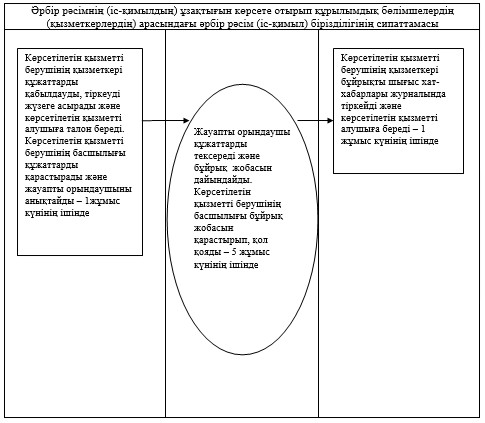 Әрбір рәсімнің (іс-қимылдың) ұзақтығын көрсете отырып құрылымдық бөлімшелердің
(қызметкерлердің) арасындағы әрбір рәсім (іс-қимыл) бірізділігінің сипаттамасы
Көрсетілетін қызметті
берушінің қызметкері
құжаттарды
қабылдауды, тіркеуді
жүзеге асырады және
көрсетілетін қызметті
алушыға талон береді.
Көрсетілетін қызметті
берушінің басшылығы
құжаттарды
қарастырады және
жауапты орындаушыны
анықтайды – 1жұмыс
күнінің ішінде
Жауапты орындаушы
құжаттарды
тексереді және
бұйрық жобасын
дайындайды.
Көрсетілетін
қызметті берушінің
басшылығы бұйрық
жобасын
қарастырып, қол
қояды – 5 жұмыс
күнінің ішінде
Көрсетілетін қызметті
берушінің қызметкері
бұйрықты шығыс хат-
хабарлары журналында
тіркейді және
көрсетілетін қызметті
алушыға береді – 1
жұмыс күнінің ішінде